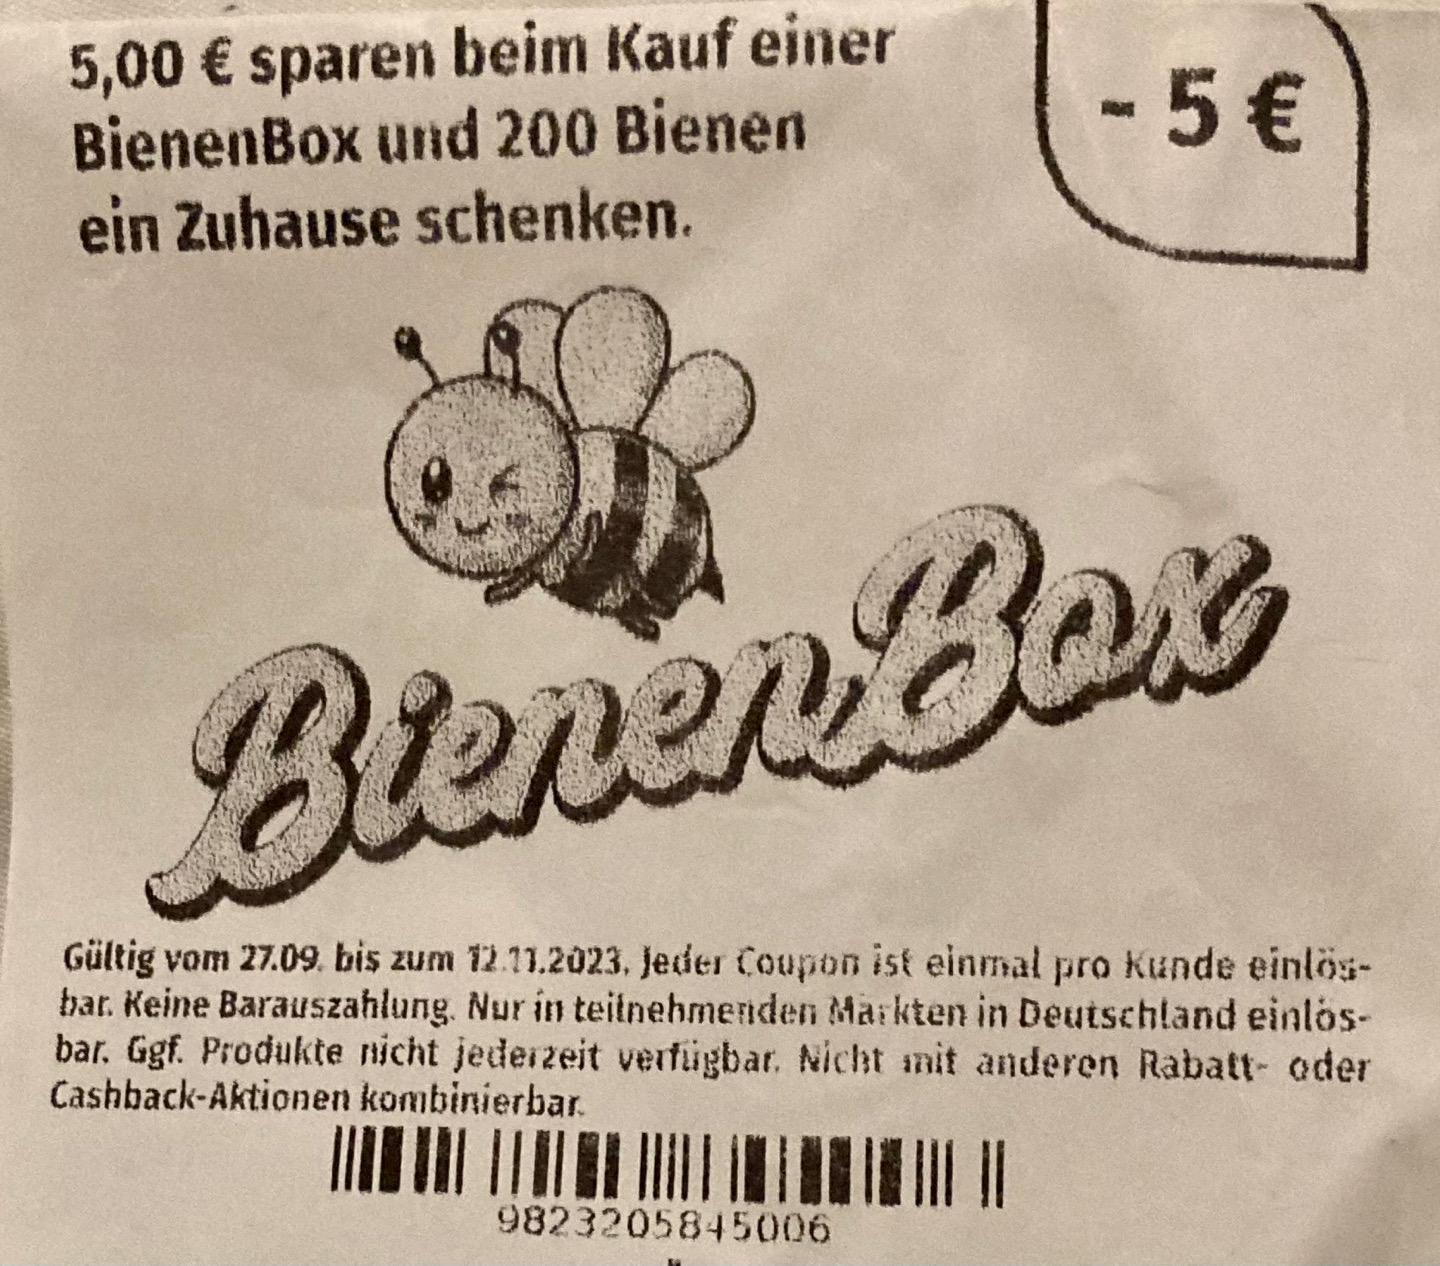 5,00 € sparen beim Kauf einer
BienenBox und 200 Bienen
ein Zuhause schenken.
- 5 €
BienenBox
Gültig vom 27.09. bis zum 12.11.2023. Jeder Coupon ist einmal pro Kunde einlös-
bar. Keine Barauszahlung. Nur in teilnehmenden Märkten in Deutschland einlös-
bar. Ggf. Produkte nicht jederzeit verfügbar. Nicht mit anderen Rabatt- oder
Cashback-Aktionen kombinierbar.
9823205845006